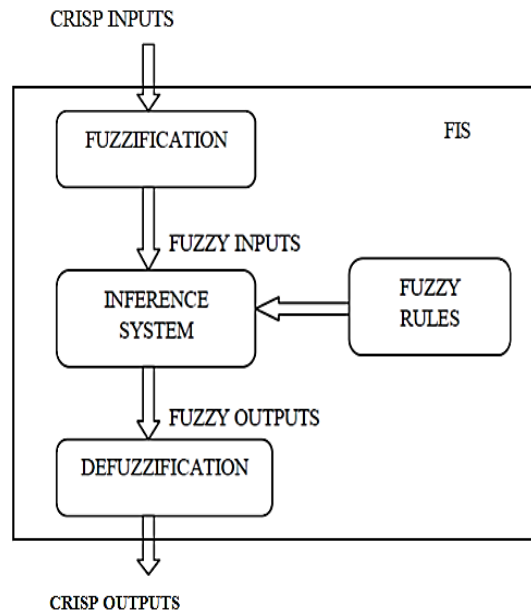 CRISP INPUTS
FUZZIFICATION
FIS
FUZZY INPUTS
INFERENCE
SYSTEM
FUZZY
RULES
FUZZY OUTPUTS
DEFUZZIFICATION
CRISP OUTPUTS